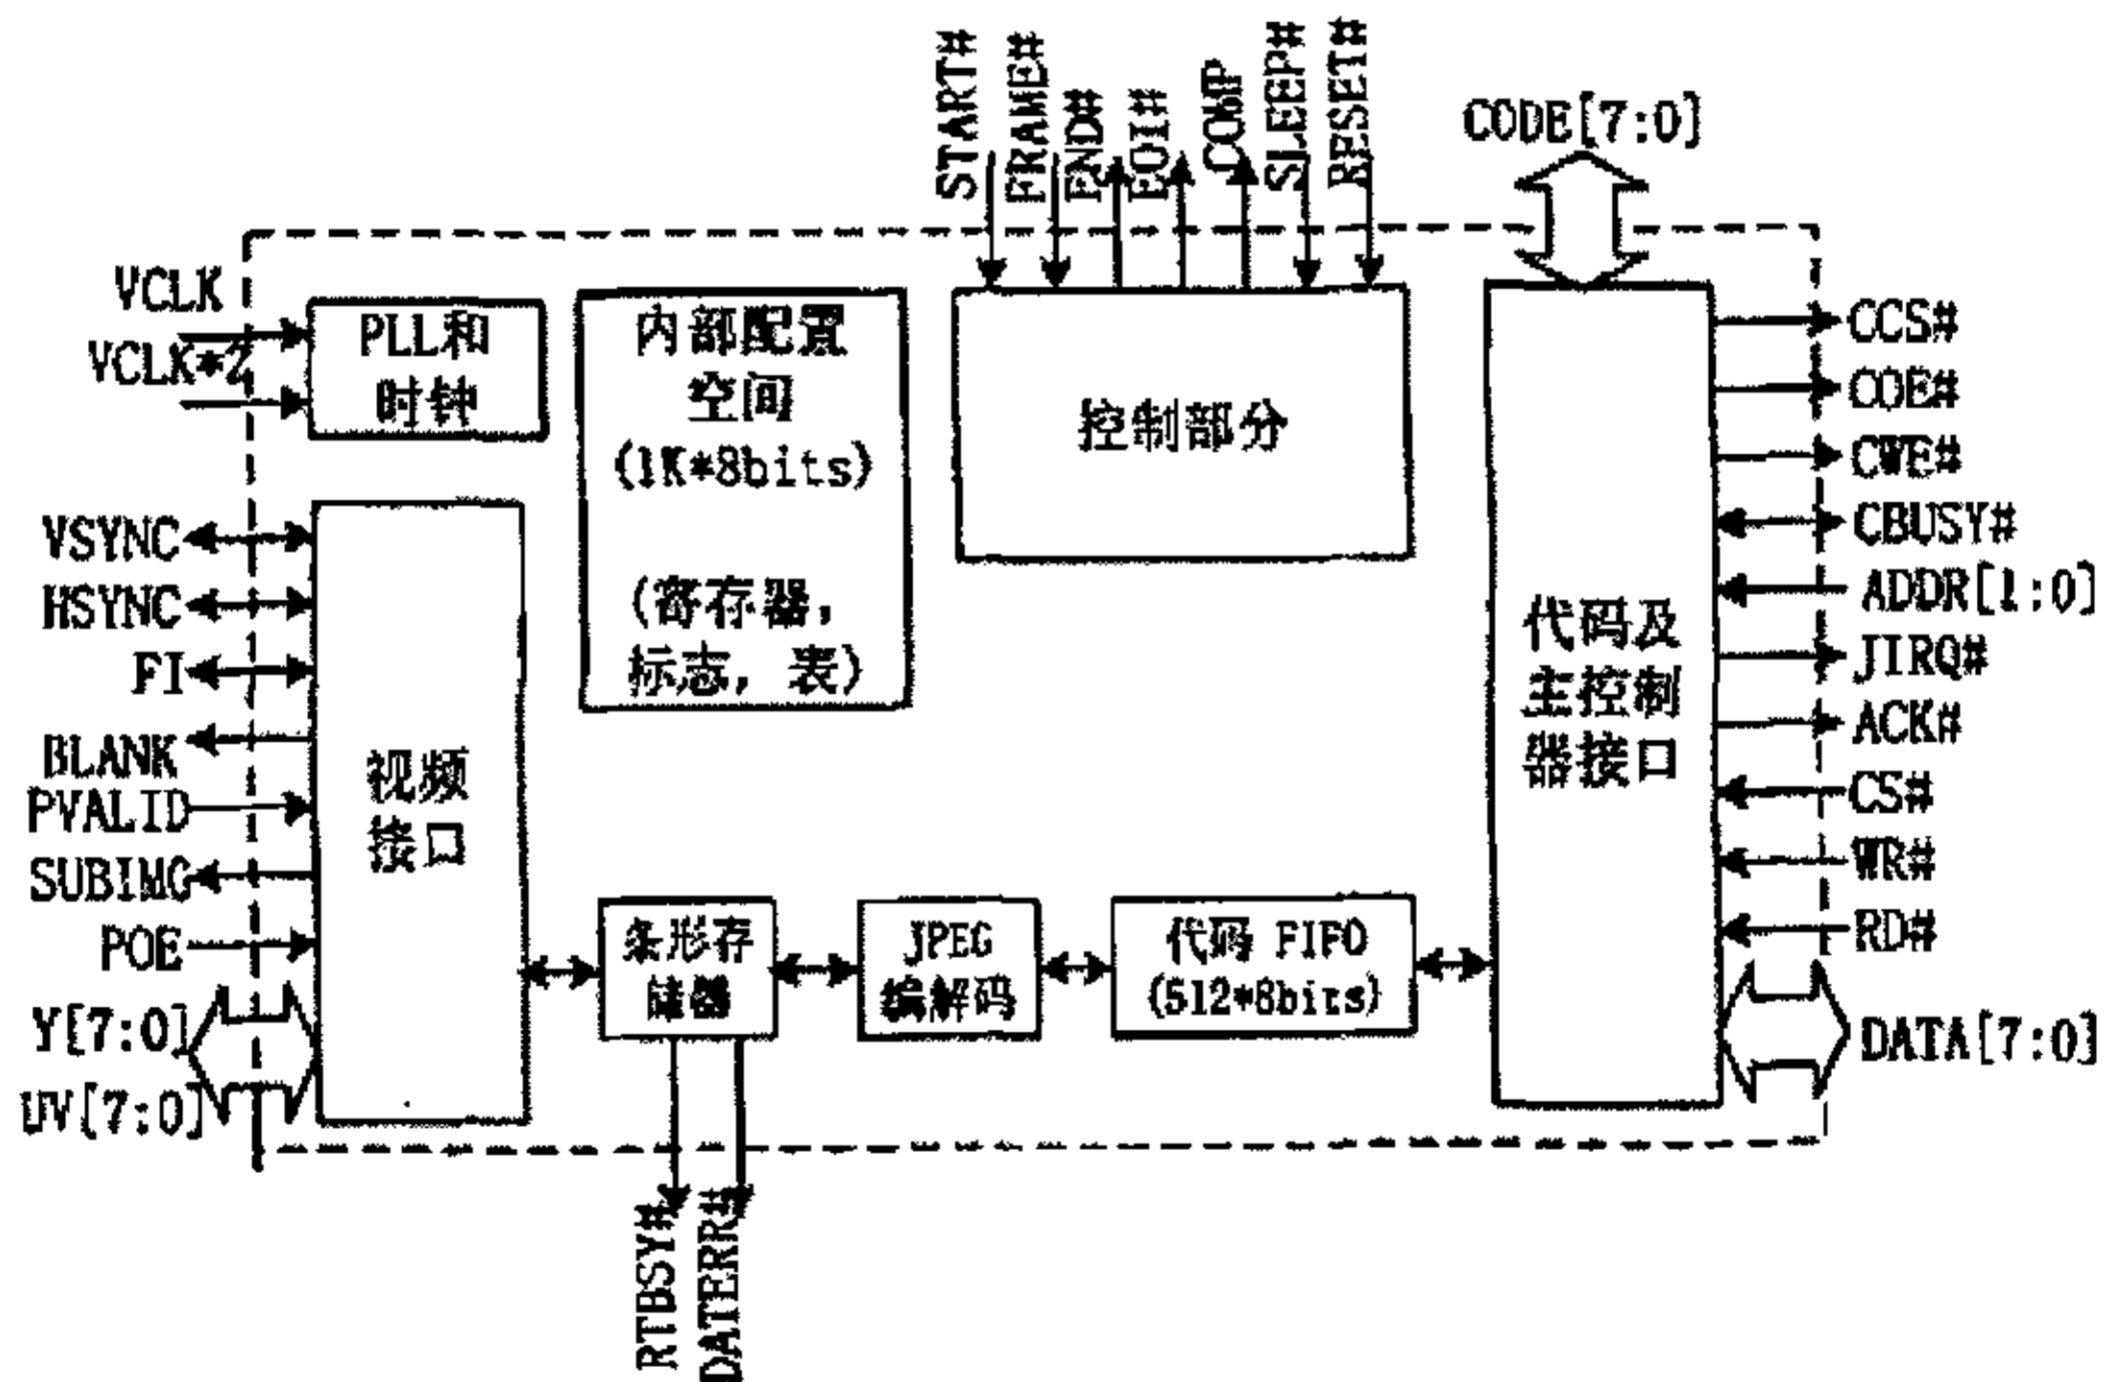 START#
FRAME#
END#
EOI#
COMP
SLEEP#
RESET#
CODE[7:0]
VCLK
VCLK*2
PLL和
时钟
内部配置
空间
(1K*8bits)
(寄存器,
标志, 表)
控制部分
VSYNC
HSYNC
FI
BLANK
PVALID
SUBIMG
POE
Y[7:0]
UV[7:0]
视频
接口
条形存
储器
JPEG
编解码
代码 FIFO
(512*8bits)
代码及
主控制
器接口
CCS#
COE#
CWE#
CBUSY#
ADDR[1:0]
JIRQ#
ACK#
CS#
WR#
RD#
DATA[7:0]
RTBSY#
DATERR#